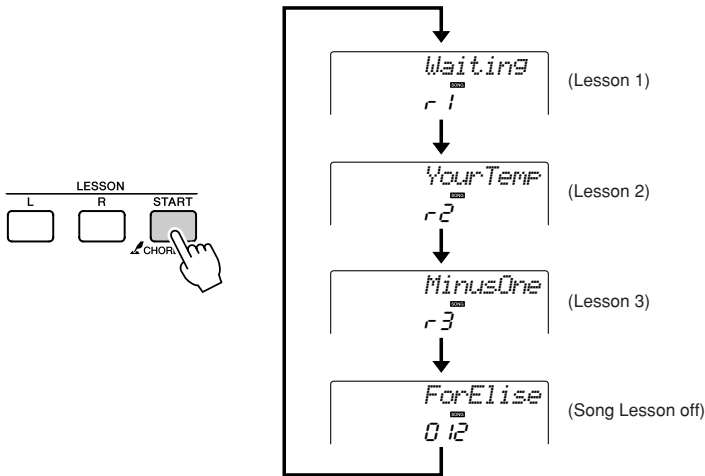 LESSON
L R START
CHORD
Waiting
SONG
r1
(Lesson 1)
YourTemp
SONG
r2
(Lesson 2)
MinusOne
SONG
r3
(Lesson 3)
ForElise
SONG
012
(Song Lesson off)